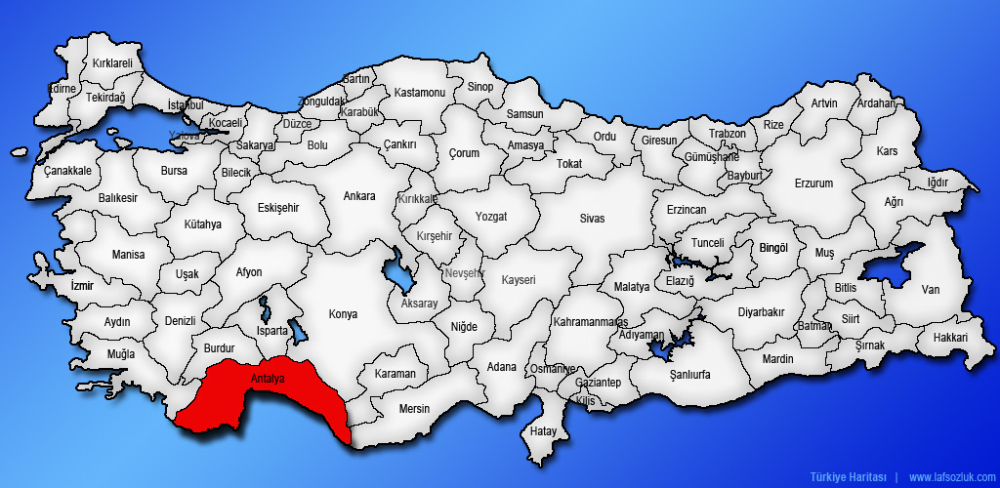 Kırklareli
Edirne
Tekirdağ
İstanbul
Yalova
Kocaeli
Sakarya
Düzce
Zonguldak
Bartın
Karabük
Kastamonu
Sinop
Samsun
Ordu
Giresun
Trabzon
Rize
Artvin
Ardahan
Kars
Iğdır
Ağrı
Erzurum
Bayburt
Gümüşhane
Erzincan
Tokat
Amasya
Çorum
Çankırı
Bolu
Bilecik
Bursa
Çanakkale
Balıkesir
Kütahya
Eskişehir
Ankara
Kırıkkale
Kırşehir
Yozgat
Sivas
Tunceli
Bingöl
Muş
Bitlis
Van
Hakkari
Şırnak
Siirt
Batman
Diyarbakır
Elazığ
Malatya
Kayseri
Nevşehir
Aksaray
Konya
Afyon
Uşak
Manisa
İzmir
Aydın
Denizli
Muğla
Burdur
Isparta
Antalya
Karaman
Niğde
Mersin
Adana
Kahramanmaraş
Osmaniye
Adıyaman
Gaziantep
Kilis
Hatay
Şanlıurfa
Mardin
Türkiye Haritası | www.lafsozluk.com